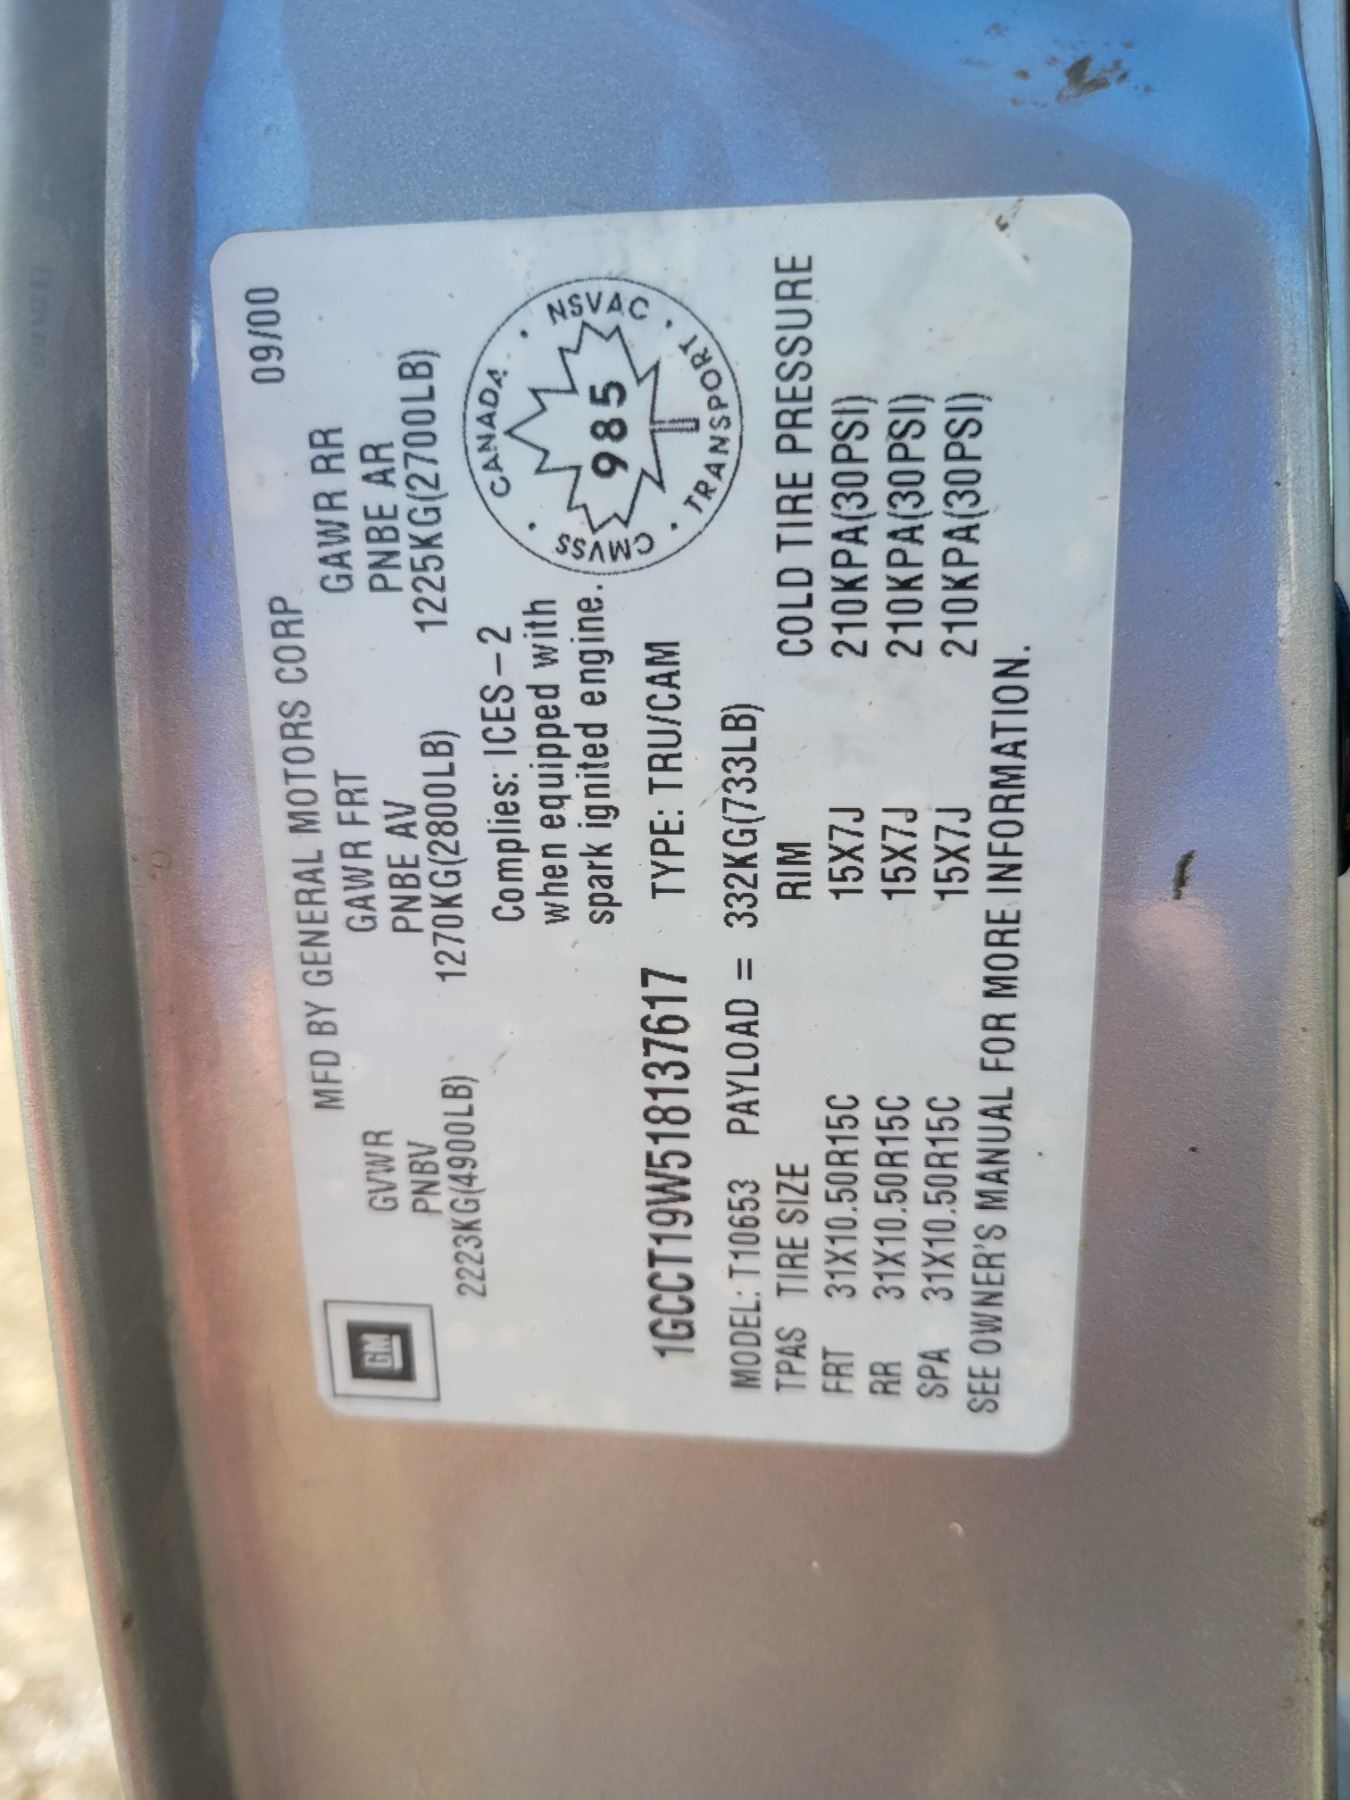 MFD BY GENERAL MOTORS CORP 09/00
GM
GVWR GAWR FRT GAWR RR
PNBV PNBE AV PNBE AR
2223KG(4900LB) 1270KG(2800LB) 1225KG(2700LB)
Complies: ICES-2
when equipped with
spark ignited engine.
CANADA · NSVAC · TRANSPORT · CMVSS ·
985
1GCCT19W518137617 TYPE: TRU/CAM
MODEL: T10653 PAYLOAD = 332KG(733LB)
TPAS TIRE SIZE RIM COLD TIRE PRESSURE
FRT 31X10.50R15C 15X7J 210KPA(30PSI)
RR 31X10.50R15C 15X7J 210KPA(30PSI)
SPA 31X10.50R15C 15X7J 210KPA(30PSI)
SEE OWNER'S MANUAL FOR MORE INFORMATION.